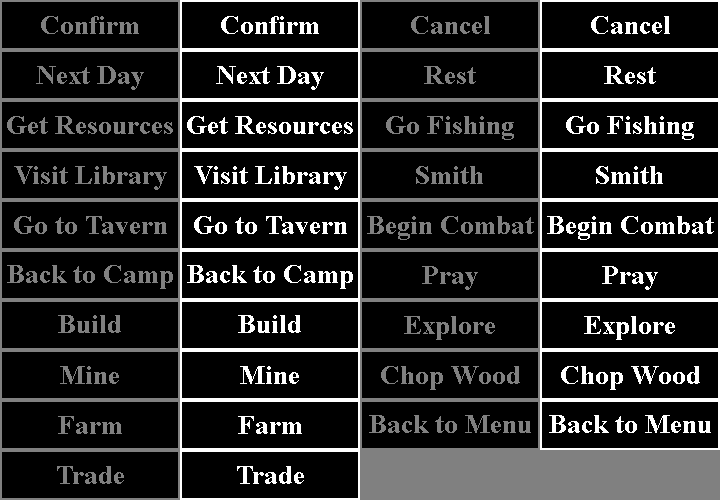 Confirm Confirm Cancel Cancel
Next Day Next Day Rest Rest
Get Resources Get Resources Go Fishing Go Fishing
Visit Library Visit Library Smith Smith
Go to Tavern Go to Tavern Begin Combat Begin Combat
Back to Camp Back to Camp Pray Pray
Build Build Explore Explore
Mine Mine Chop Wood Chop Wood
Farm Farm Back to Menu Back to Menu
Trade Trade